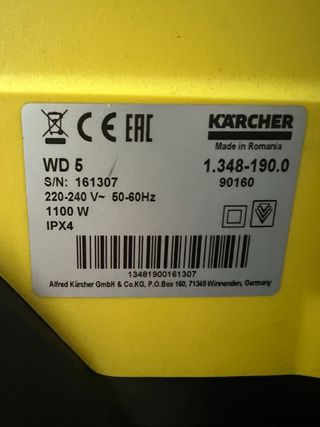 CE EAC KÄRCHER
Made in Romania
WD 5 1.348-190.0
S/N: 161307 90160
220-240 V~ 50-60Hz
1100 W
IPX4
13481900161307
Alfred Kärcher GmbH & Co.KG, P.O.Box 160, 71349 Winnenden, Germany